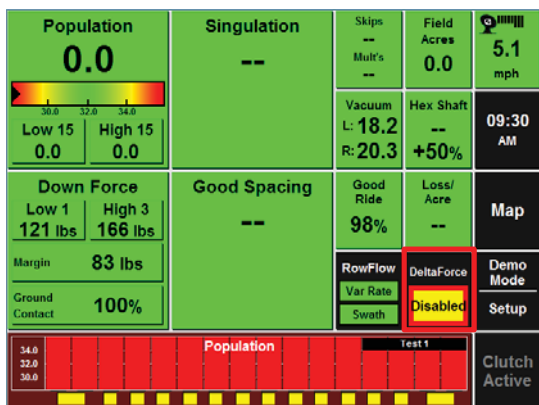 Population
0.0
30.0 32.0 34.0
Low 15 High 15
0.0 0.0
Singulation
--
Skips
--
Mult's
--
Field
Acres
0.0
5.1
mph
Vacuum
L: 18.2
R: 20.3
Hex Shaft
--
+50%
09:30
AM
Down Force
Low 1 High 3
121 lbs 166 lbs
Margin 83 lbs
Ground
Contact 100%
Good Spacing
--
Good
Ride
98%
Loss/
Acre
--
Map
RowFlow
Var Rate
Swath
DeltaForce
Disabled
Demo
Mode
Setup
Population
Test 1
34.0
32.0
30.0
Clutch
Active